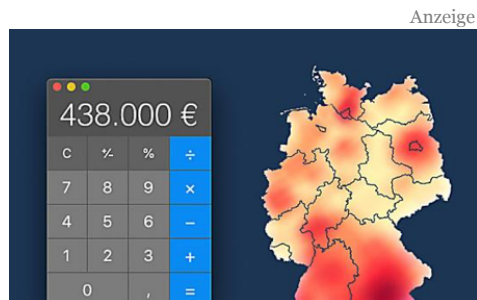 Anzeige
438.000 €
C ⁺⁄₋ % ÷
7 8 9 ×
4 5 6 −
1 2 3 +
0 , =